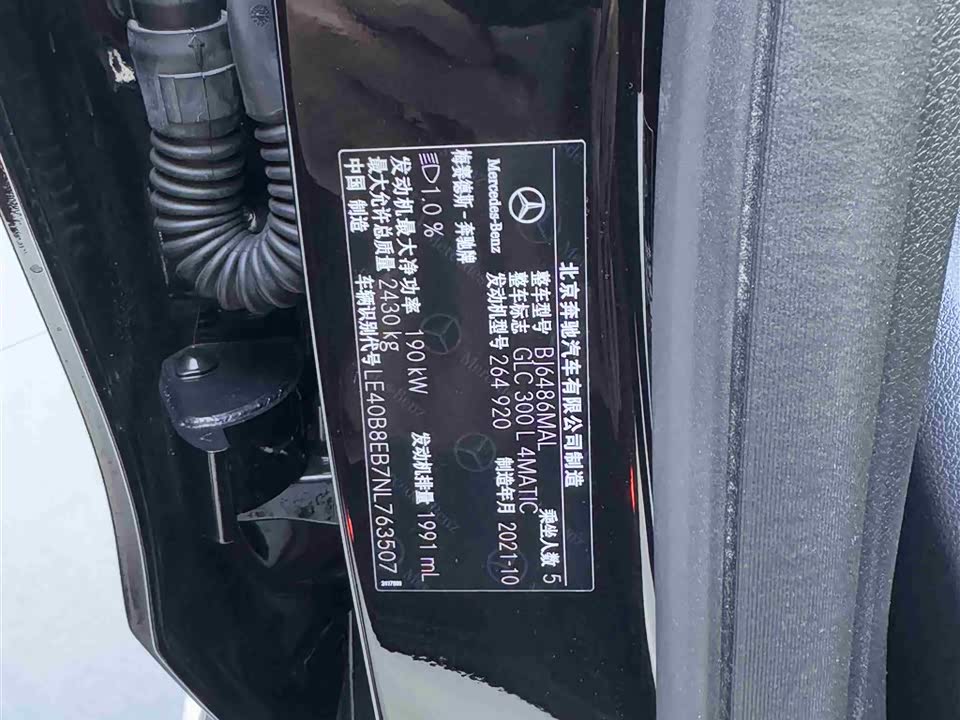 北京奔驰汽车有限公司制造
Mercedes-Benz
梅赛德斯-奔驰牌
整车型号 BJ6486MAL 乘坐人数 5
整车标志 GLC 300 L 4MATIC
发动机型号 264 920 制造年月 2021-10
1.0 %
发动机最大净功率 190 kW 发动机排量 1991 mL
最大允许总质量 2430 kg
中国 制造 车辆识别代号 LE40B8EB7NL763507